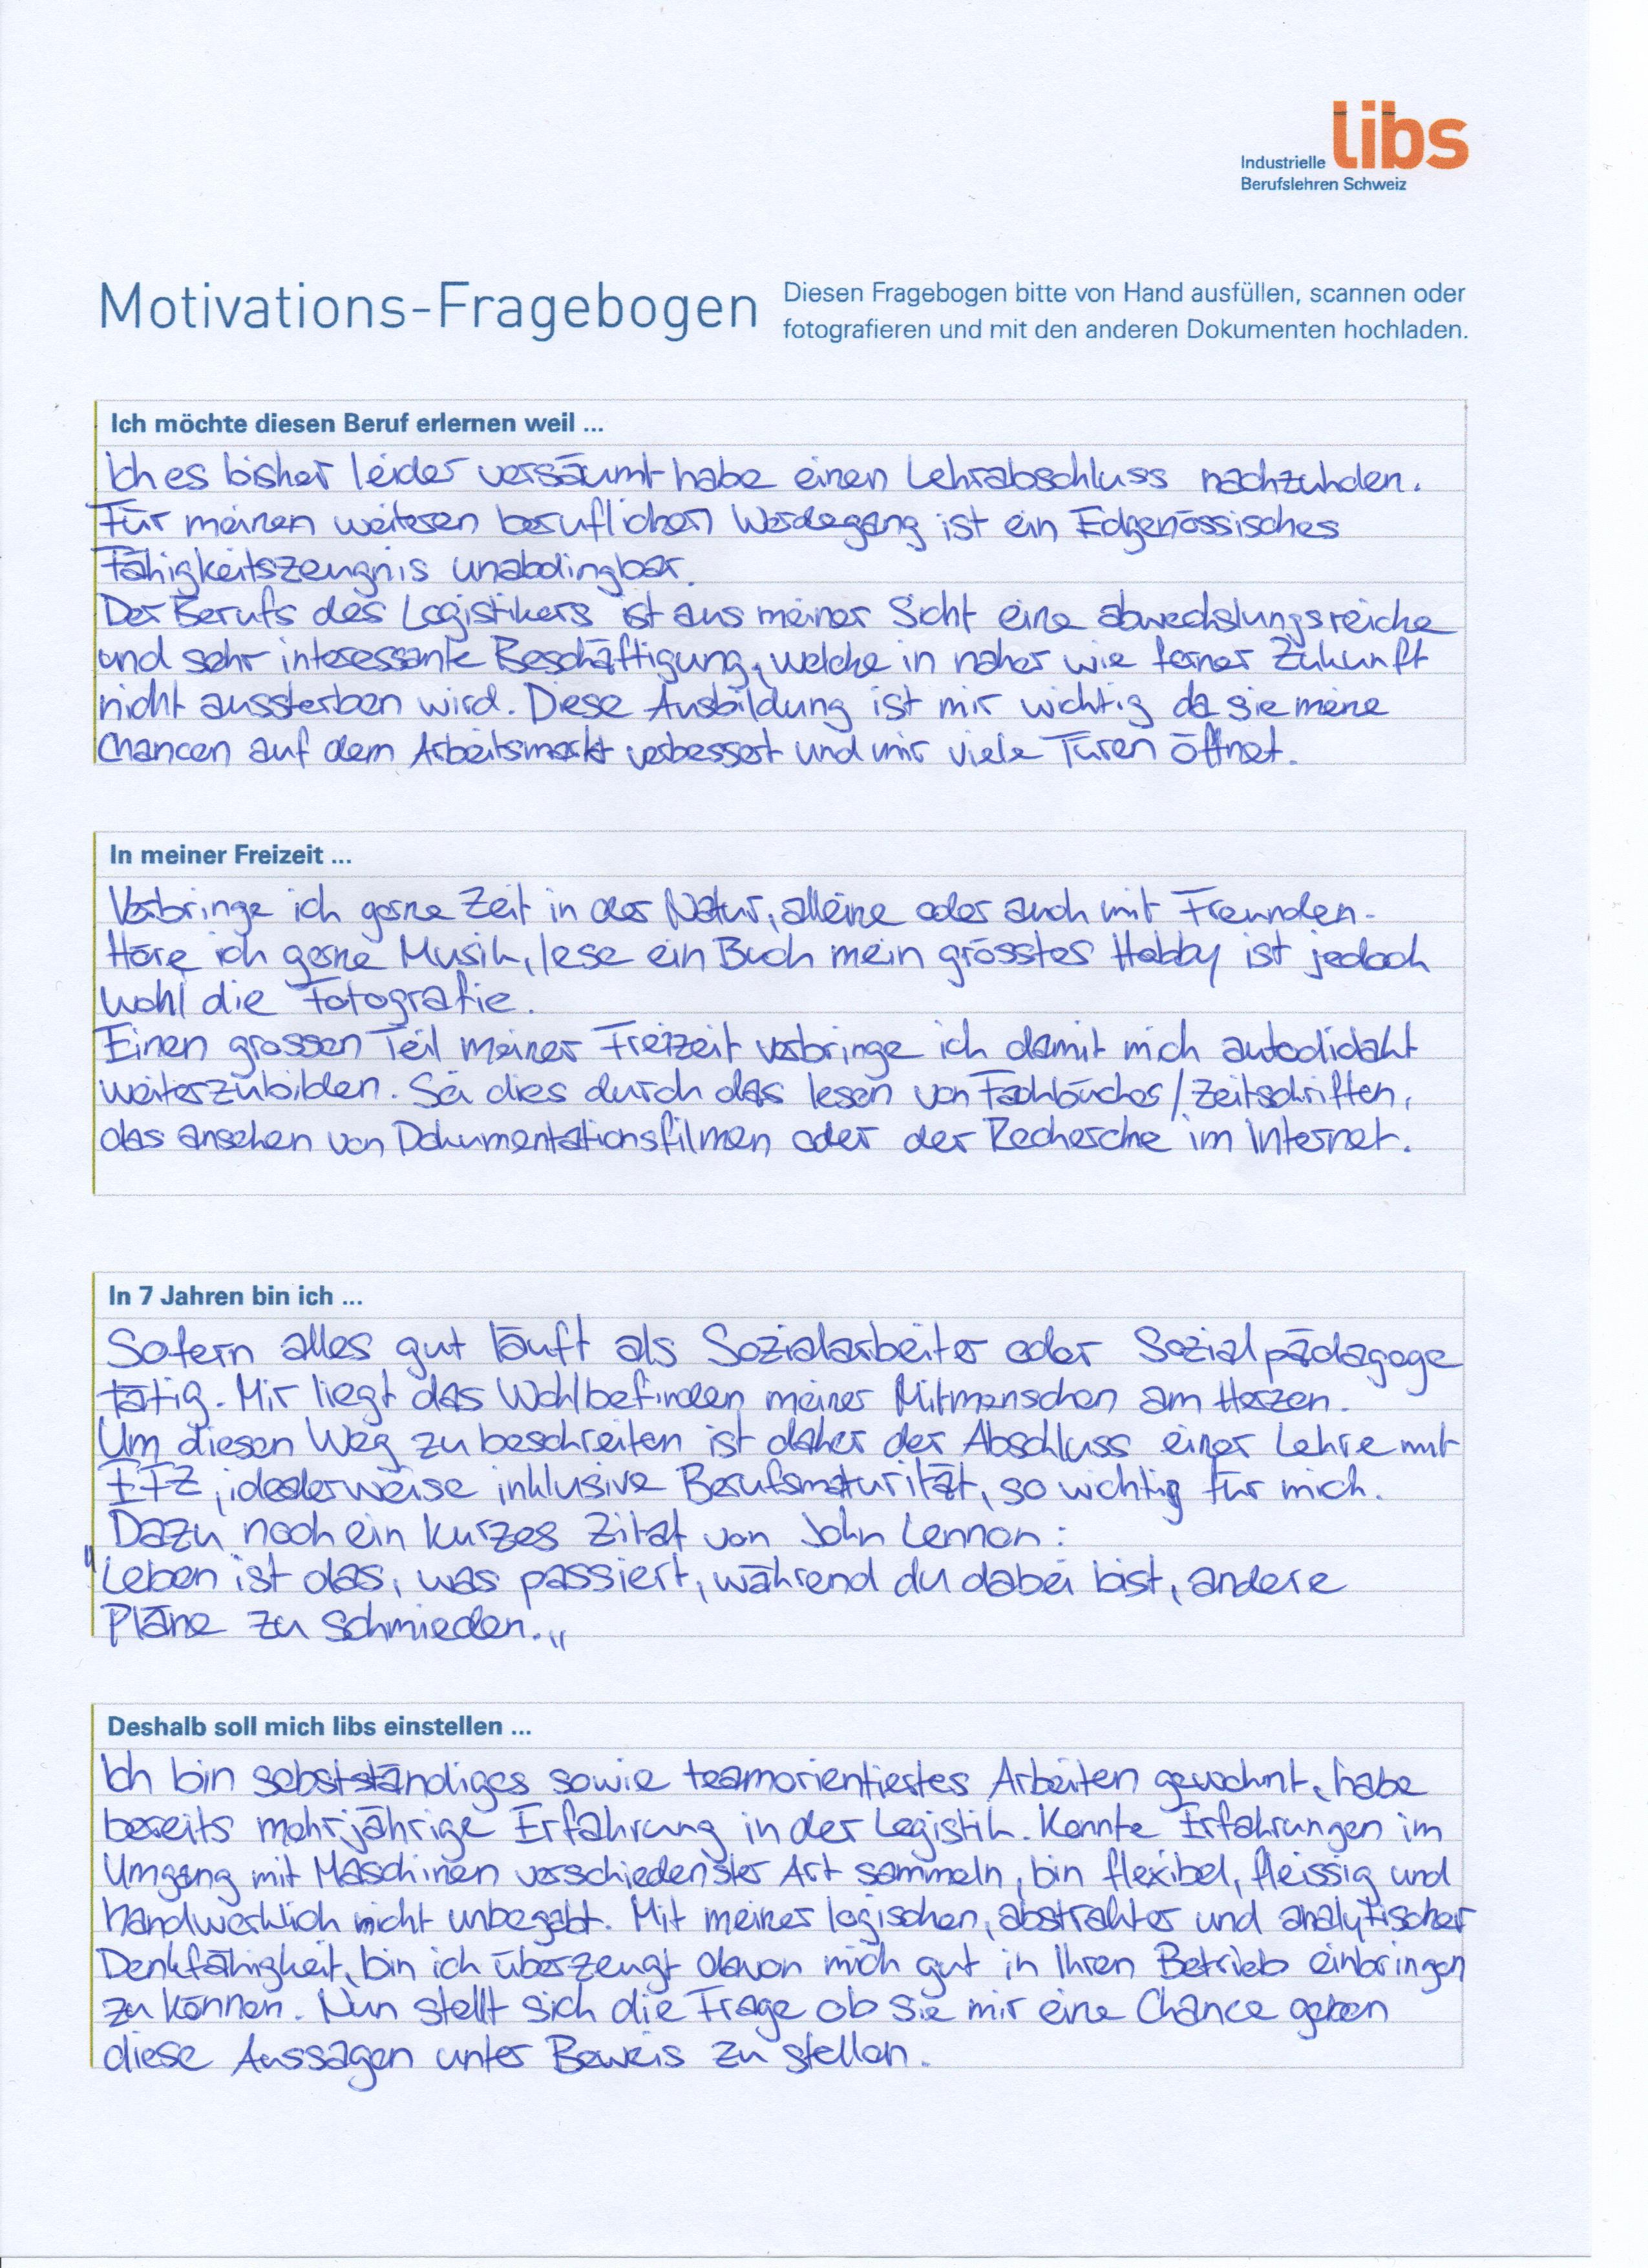 libs
Industrielle
Berufslehren Schweiz
Motivations-Fragebogen
Diesen Fragebogen bitte von Hand ausfüllen, scannen oder
fotografieren und mit den anderen Dokumenten hochladen.
Ich möchte diesen Beruf erlernen weil ...
Ich es bisher leider versäumt habe einen Lehrabschluss nachzuholen.
Für meinen weiteren beruflichen Werdegang ist ein Edgenössisches
Fähigkeitszeugnis unabdingbar.
Der Berufs des Logistikers ist aus meiner Sicht eine abwechslungsreiche
und sehr interessante Beschäftigung, welche in naher wie ferner Zukunft
nicht aussterben wird. Diese Ausbildung ist mir wichtig da sie meine
Chancen auf dem Arbeitsmarkt verbessert und mir viele Türen öffnet.
In meiner Freizeit ...
Verbringe ich gerne Zeit in der Natur, alleine oder auch mit Freunden.
Höre ich gerne Musik, lese ein Buch mein grösstes Hobby ist jedoch
wohl die Fotografie.
Einen grossen Teil meiner Freizeit verbringe ich damit mich autodidakt
weiterzubilden. Sei dies durch das lesen von Fachbücher/Zeitschriften,
das ansehen von Dokumentationsfilmen oder der Recherche im Internet.
In 7 Jahren bin ich ...
Sofern alles gut läuft als Sozialarbeiter oder Sozialpädagoge
tätig. Mir liegt das Wohlbefinden meiner Mitmenschen am Herzen.
Um diesen Weg zu beschreiten ist daher der Abschluss einer Lehre mit
EFZ, idealerweise inklusive Berufsmaturität, so wichtig für mich.
Dazu noch ein kurzes Zitat von John Lennon:
"Leben ist das, was passiert, während du dabei bist, andere
Pläne zu schmieden.„
Deshalb soll mich libs einstellen ...
Ich bin sebstständiges sowie teamorientiertes Arbeiten gewohnt, habe
bereits mehrjährige Erfahrung in der Logistik. Konnte Erfahrungen im
Umgang mit Maschinen verschiedenster Art sammeln, bin flexibel, fleissig und
handwerklich nicht unbegabt. Mit meiner logischen, abstrakter und analytischer
Denkfähigkeit, bin ich überzeugt davon mich gut in Ihren Betrieb einbringen
zu können. Nun stellt sich die Frage ob Sie mir eine Chance geben
diese Aussagen unter Beweis zu stellen.